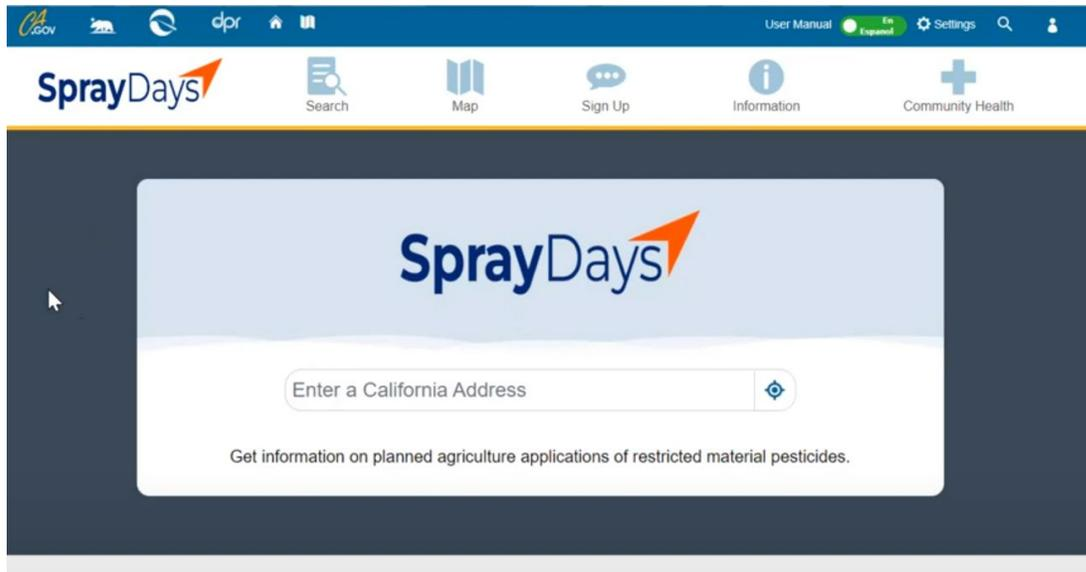 CA.GOV
dpr
User Manual
En Espanol
Settings
SprayDays
Search
Map
Sign Up
Information
Community Health
SprayDays
Enter a California Address
Get information on planned agriculture applications of restricted material pesticides.